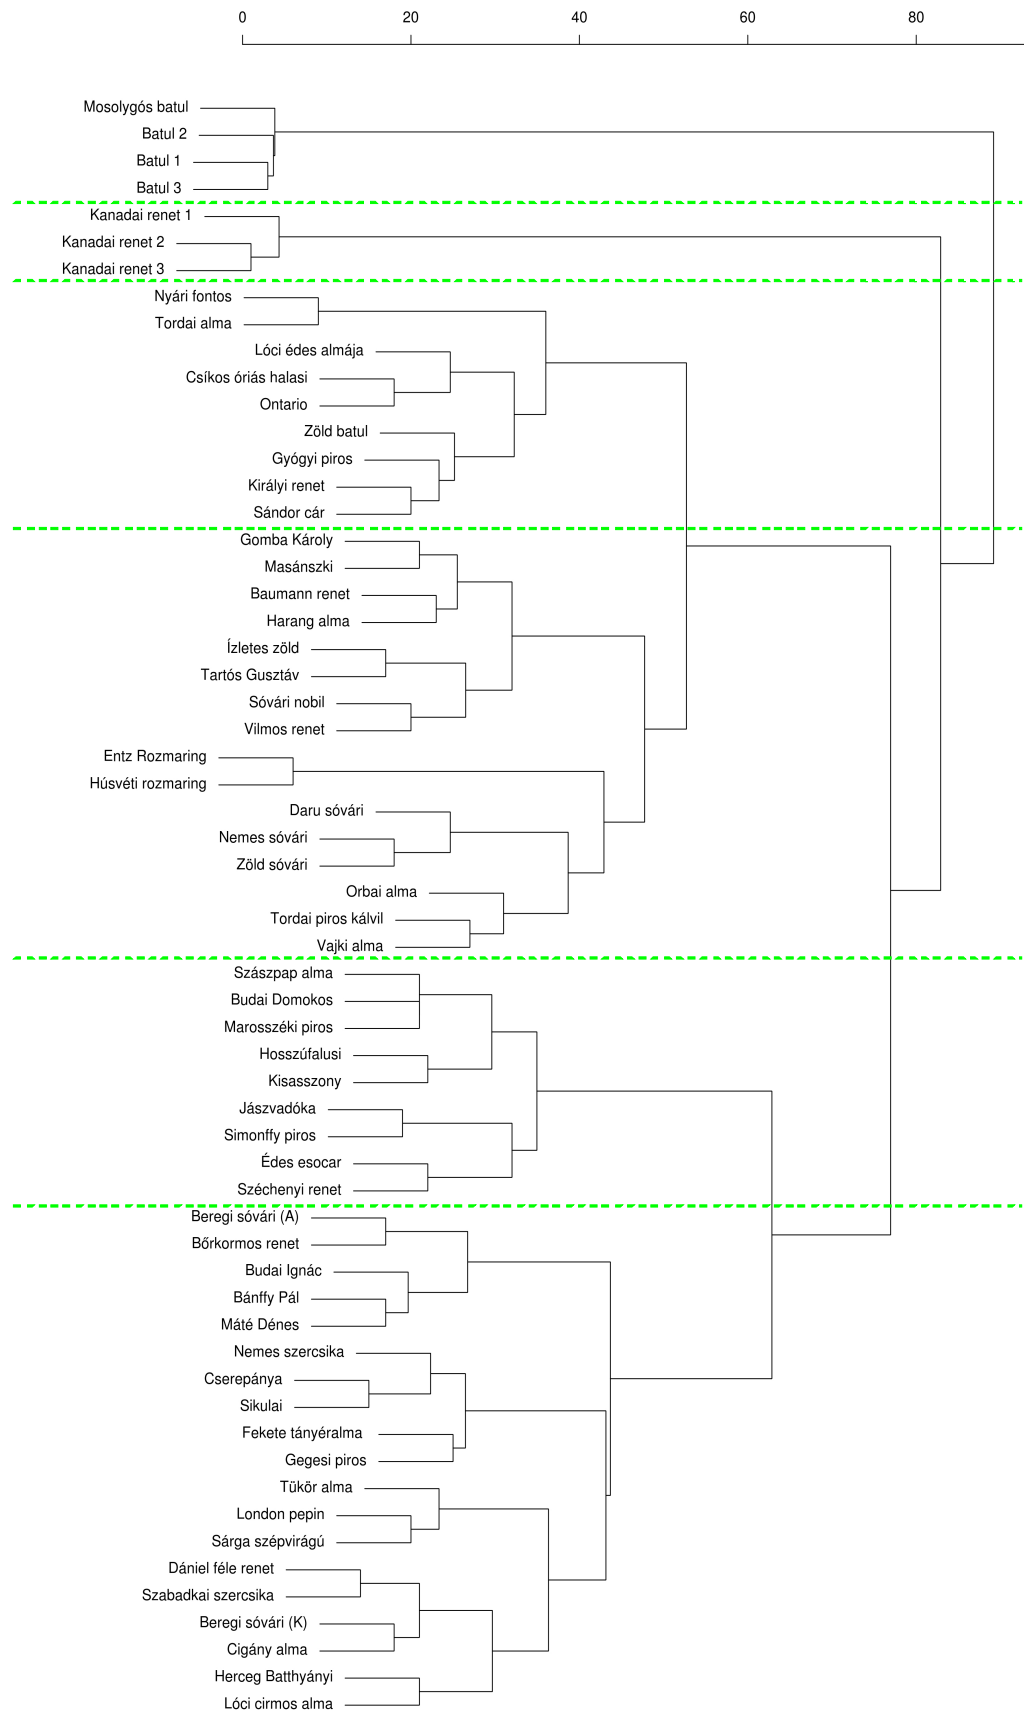 0 20 40 60 80
Mosolygós batul
Batul 2
Batul 1
Batul 3
Kanadai renet 1
Kanadai renet 2
Kanadai renet 3
Nyári fontos
Tordai alma
Lóci édes almája
Csíkos óriás halasi
Ontario
Zöld batul
Gyógyi piros
Királyi renet
Sándor cár
Gomba Károly
Masánszki
Baumann renet
Harang alma
Ízletes zöld
Tartós Gusztáv
Sóvári nobil
Vilmos renet
Entz Rozmaring
Húsvéti rozmaring
Daru sóvári
Nemes sóvári
Zöld sóvári
Orbai alma
Tordai piros kálvil
Vajki alma
Szászpap alma
Budai Domokos
Marosszéki piros
Hosszúfalusi
Kisasszony
Jászvadóka
Simonffy piros
Édes esocar
Széchenyi renet
Beregi sóvári (A)
Bőrkormos renet
Budai Ignác
Bánffy Pál
Máté Dénes
Nemes szercsika
Cserepánya
Sikulai
Fekete tányéralma
Gegesi piros
Tükör alma
London pepin
Sárga szépvirágú
Dániel féle renet
Szabadkai szercsika
Beregi sóvári (K)
Cigány alma
Herceg Batthyányi
Lóci cirmos alma